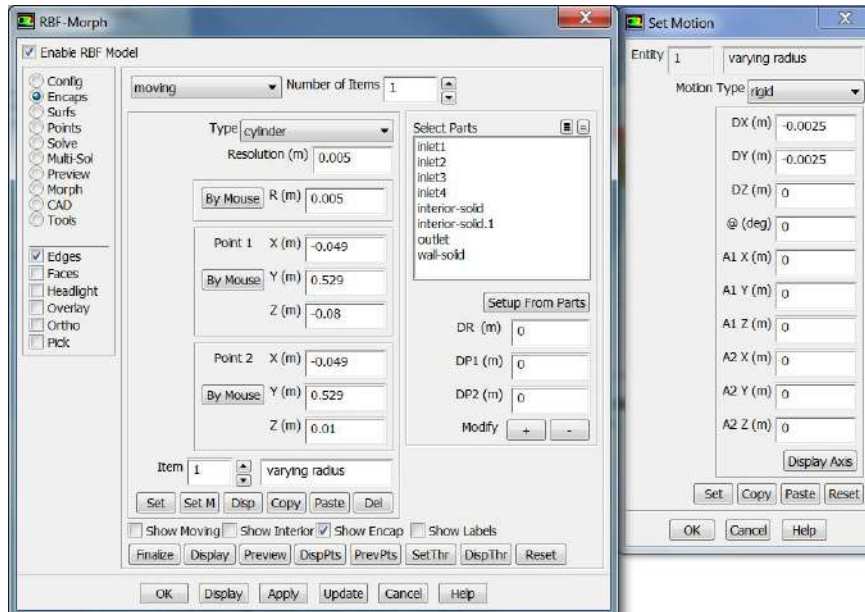 RBF-Morph
Enable RBF Model
Config
Encaps
Surfs
Points
Solve
Multi-Sol
Preview
Morph
CAD
Tools
Edges
Faces
Headlight
Overlay
Ortho
Pick
moving
Number of Items 1
Type cylinder
Resolution (m) 0.005
By Mouse R (m) 0.005
Point 1 X (m) -0.049
By Mouse Y (m) 0.529
Z (m) -0.08
Point 2 X (m) -0.049
By Mouse Y (m) 0.529
Z (m) 0.01
Item 1 varying radius
Set Set M Disp Copy Paste Del
Select Parts
inlet1
inlet2
inlet3
inlet4
interior-solid
interior-solid.1
outlet
wall-solid
Setup From Parts
DR (m) 0
DP1 (m) 0
DP2 (m) 0
Modify + -
Show Moving Show Interior Show Encap Show Labels
Finalize Display Preview DispPts PrevPts SetThr DispThr Reset
OK Display Apply Update Cancel Help
Set Motion
Entity 1 varying radius
Motion Type rigid
DX (m) -0.0025
DY (m) -0.0025
DZ (m) 0
@ (deg) 0
A1 X (m) 0
A1 Y (m) 0
A1 Z (m) 0
A2 X (m) 0
A2 Y (m) 0
A2 Z (m) 0
Display Axis
Set Copy Paste Reset
OK Cancel Help